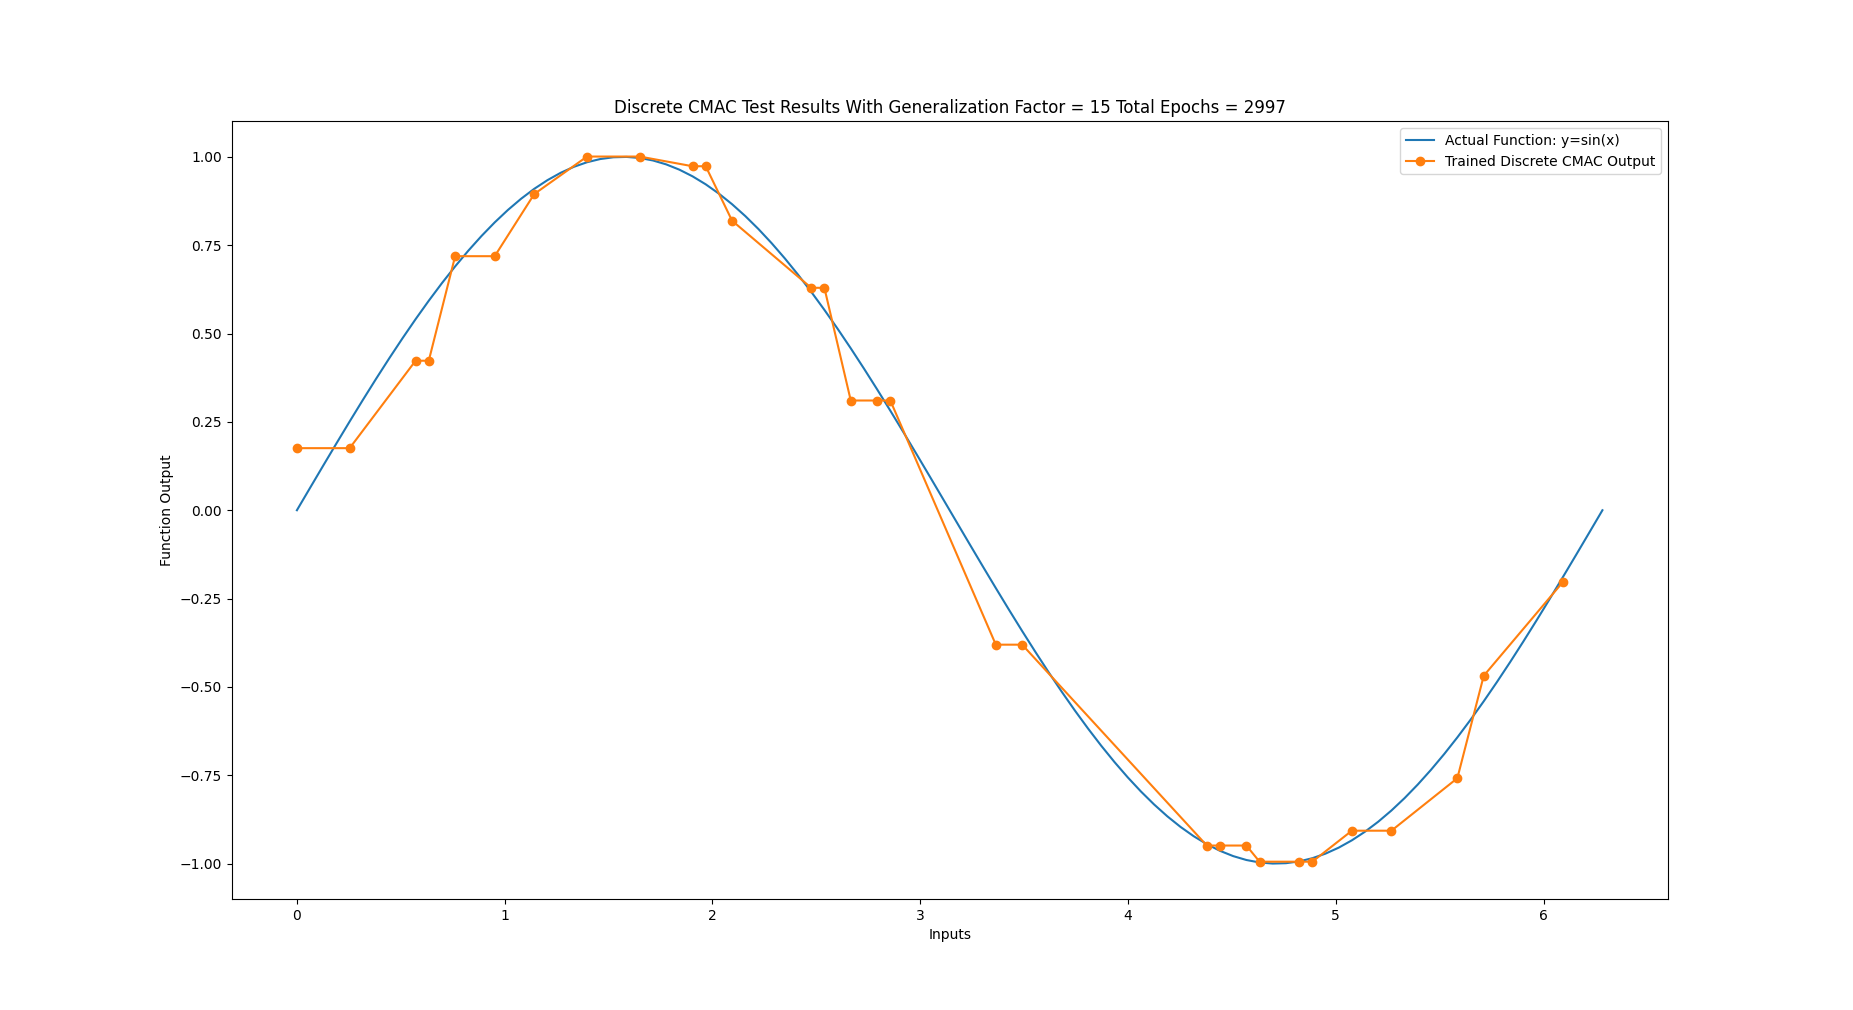 Discrete CMAC Test Results With Generalization Factor = 15 Total Epochs = 2997
Actual Function: y=sin(x)
Trained Discrete CMAC Output
1.00
0.75
0.50
0.25
0.00
−0.25
−0.50
−0.75
−1.00
Function Output
0 1 2 3 4 5 6
Inputs